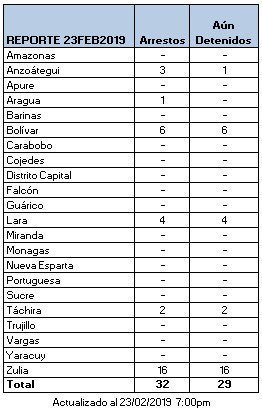 REPORTE 23FEB2019 Arrestos Aún Detenidos
Amazonas - -
Anzoátegui 3 1
Apure - -
Aragua 1 -
Barinas - -
Bolívar 6 6
Carabobo - -
Cojedes - -
Distrito Capital - -
Falcón - -
Guárico - -
Lara 4 4
Miranda - -
Monagas - -
Nueva Esparta - -
Portuguesa - -
Sucre - -
Táchira 2 2
Trujillo - -
Vargas - -
Yaracuy - -
Zulia 16 16
Total 32 29
Actualizado al 23/02/2019 7:00pm